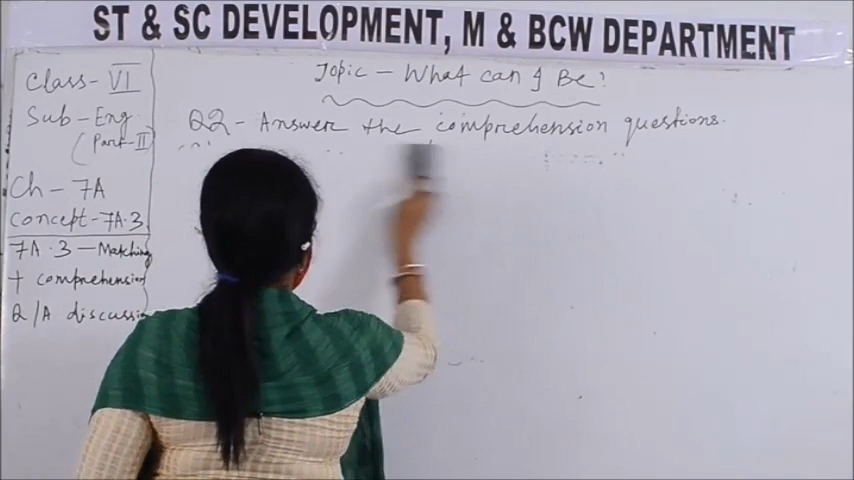 ST & SC DEVELOPMENT, M & BCW DEPARTMENT
Topic - What can I Be?
Class - VI
Sub - Eng
(Part - II
Ch - 7A
Concept - 7A.3
7A.3 - Matching
+ comprehension
Q/A discussion
Q2 - Answer the comprehension questions.